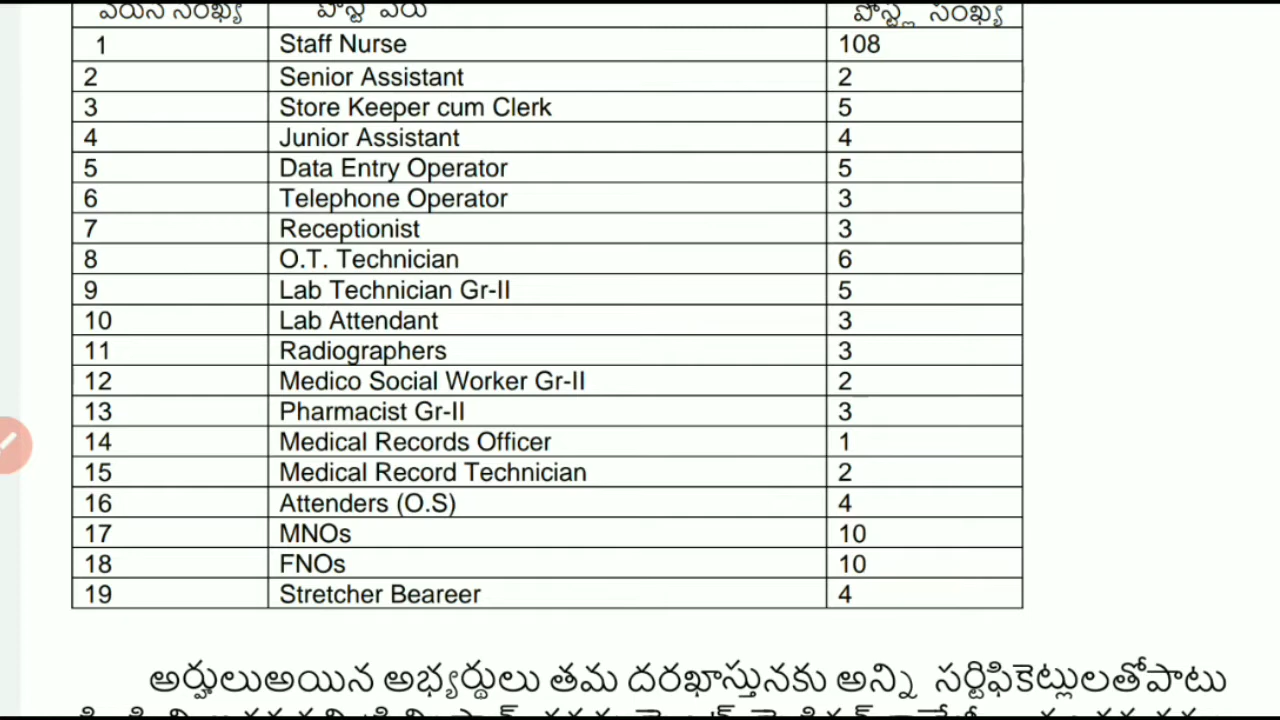 వరుస సంఖ్య పోస్ట్ పేరు పోస్ట్ల సంఖ్య
1 Staff Nurse 108
2 Senior Assistant 2
3 Store Keeper cum Clerk 5
4 Junior Assistant 4
5 Data Entry Operator 5
6 Telephone Operator 3
7 Receptionist 3
8 O.T. Technician 6
9 Lab Technician Gr-II 5
10 Lab Attendant 3
11 Radiographers 3
12 Medico Social Worker Gr-II 2
13 Pharmacist Gr-II 3
14 Medical Records Officer 1
15 Medical Record Technician 2
16 Attenders (O.S) 4
17 MNOs 10
18 FNOs 10
19 Stretcher Beareer 4
అర్హులుఅయిన అభ్యర్థులు తమ దరఖాస్తునకు అన్ని సర్టిఫికెట్లులతోపాటు